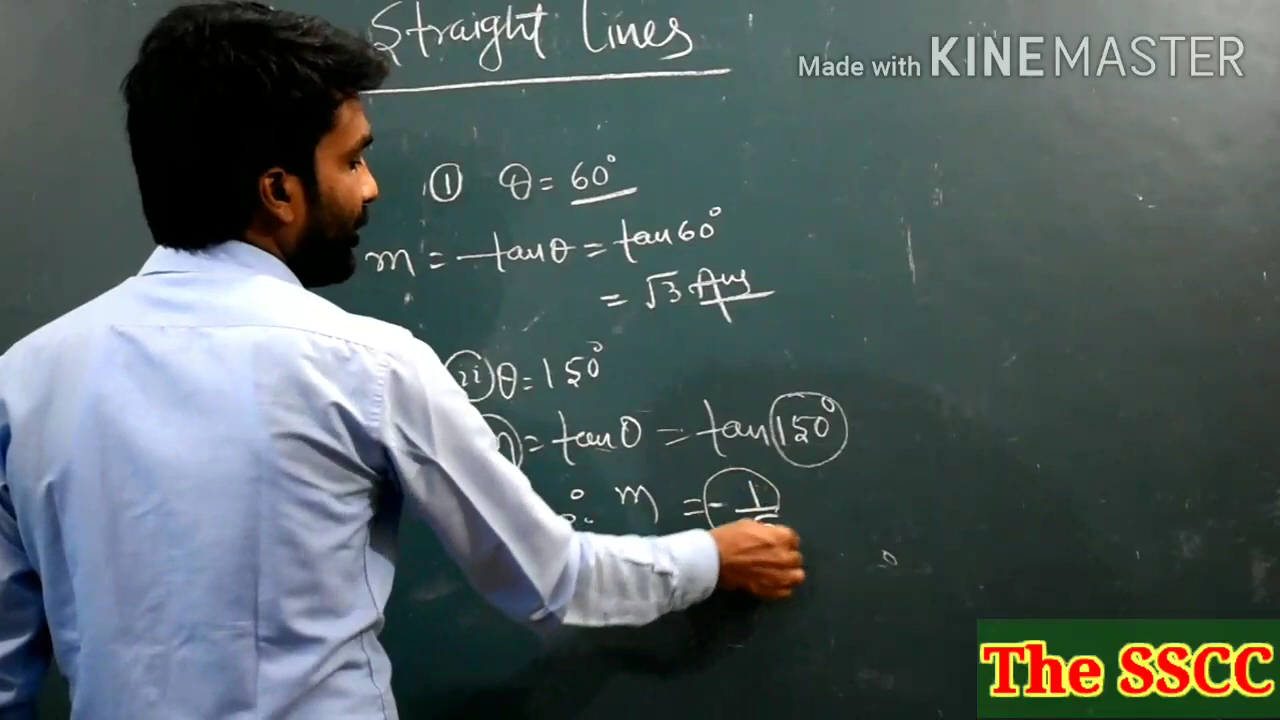 Straight lines
Made with KINEMASTER
① θ = 60°
m = tanθ = tan60°
= √3 Ans
ii θ = 150°
= tanθ = tan 150°
m = - 1
The SSCC